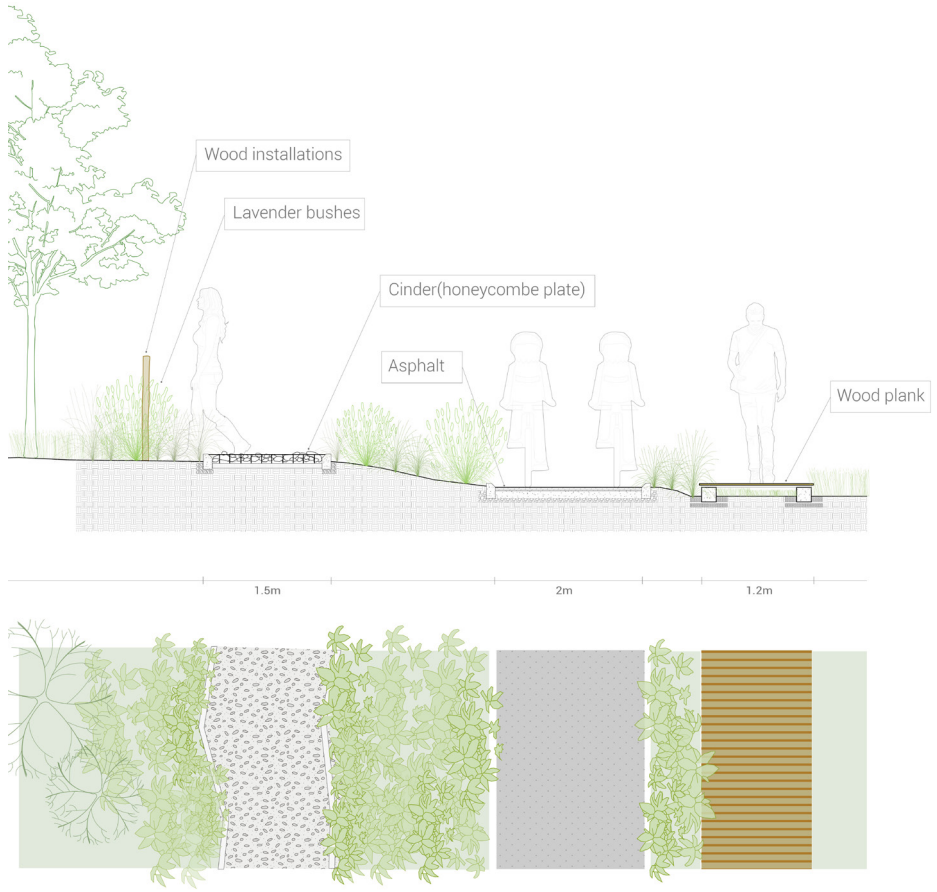 Wood installations
Lavender bushes
Cinder(honeycombe plate)
Asphalt
Wood plank
1.5m
2m
1.2m